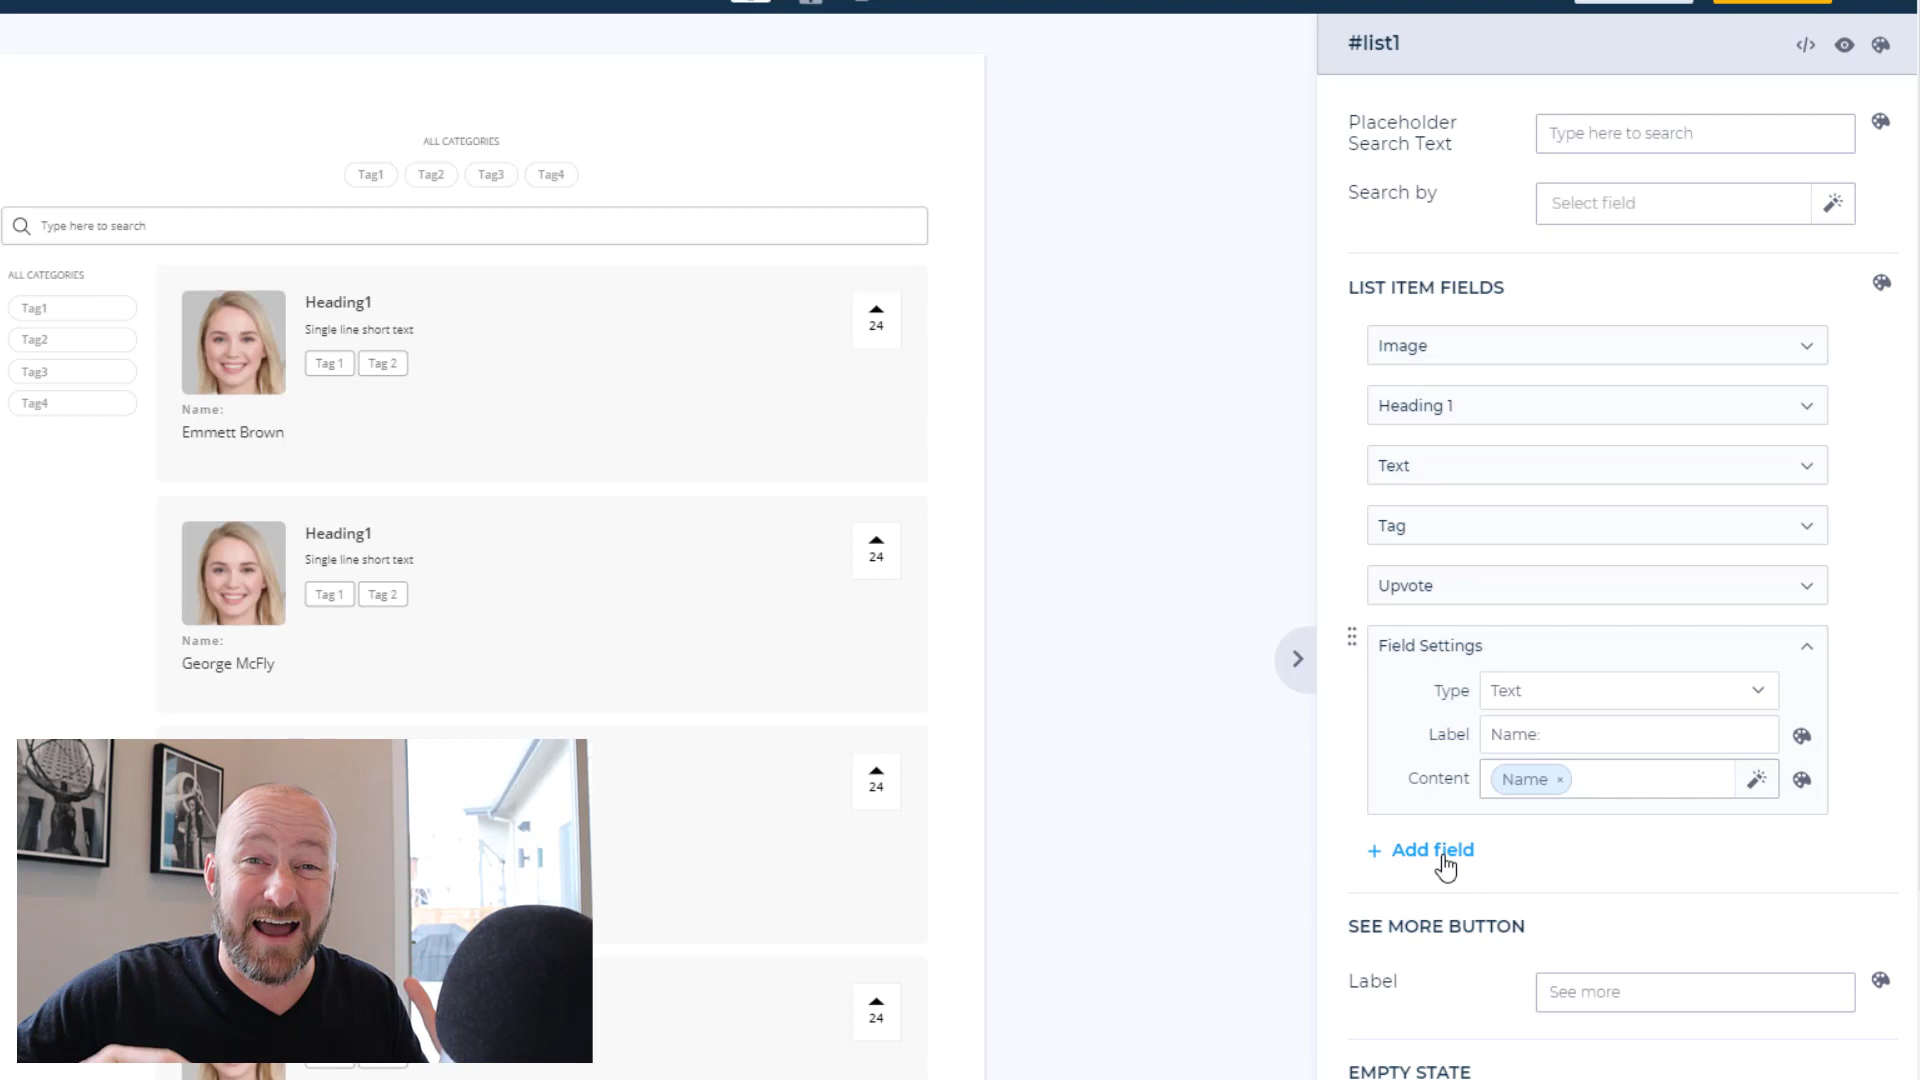 #list1
</>
Placeholder
Search Text
Type here to search
Search by
Select field
LIST ITEM FIELDS
Image
Heading 1
Text
Tag
Upvote
Field Settings
Type
Text
Label
Name:
Content
Name ×
+ Add field
SEE MORE BUTTON
Label
See more
EMPTY STATE
ALL CATEGORIES
Tag1
Tag2
Tag3
Tag4
Type here to search
ALL CATEGORIES
Tag1
Tag2
Tag3
Tag4
Heading1
Single line short text
Tag 1
Tag 2
24
Name:
Emmett Brown
Heading1
Single line short text
Tag 1
Tag 2
24
Name:
George McFly
24
24